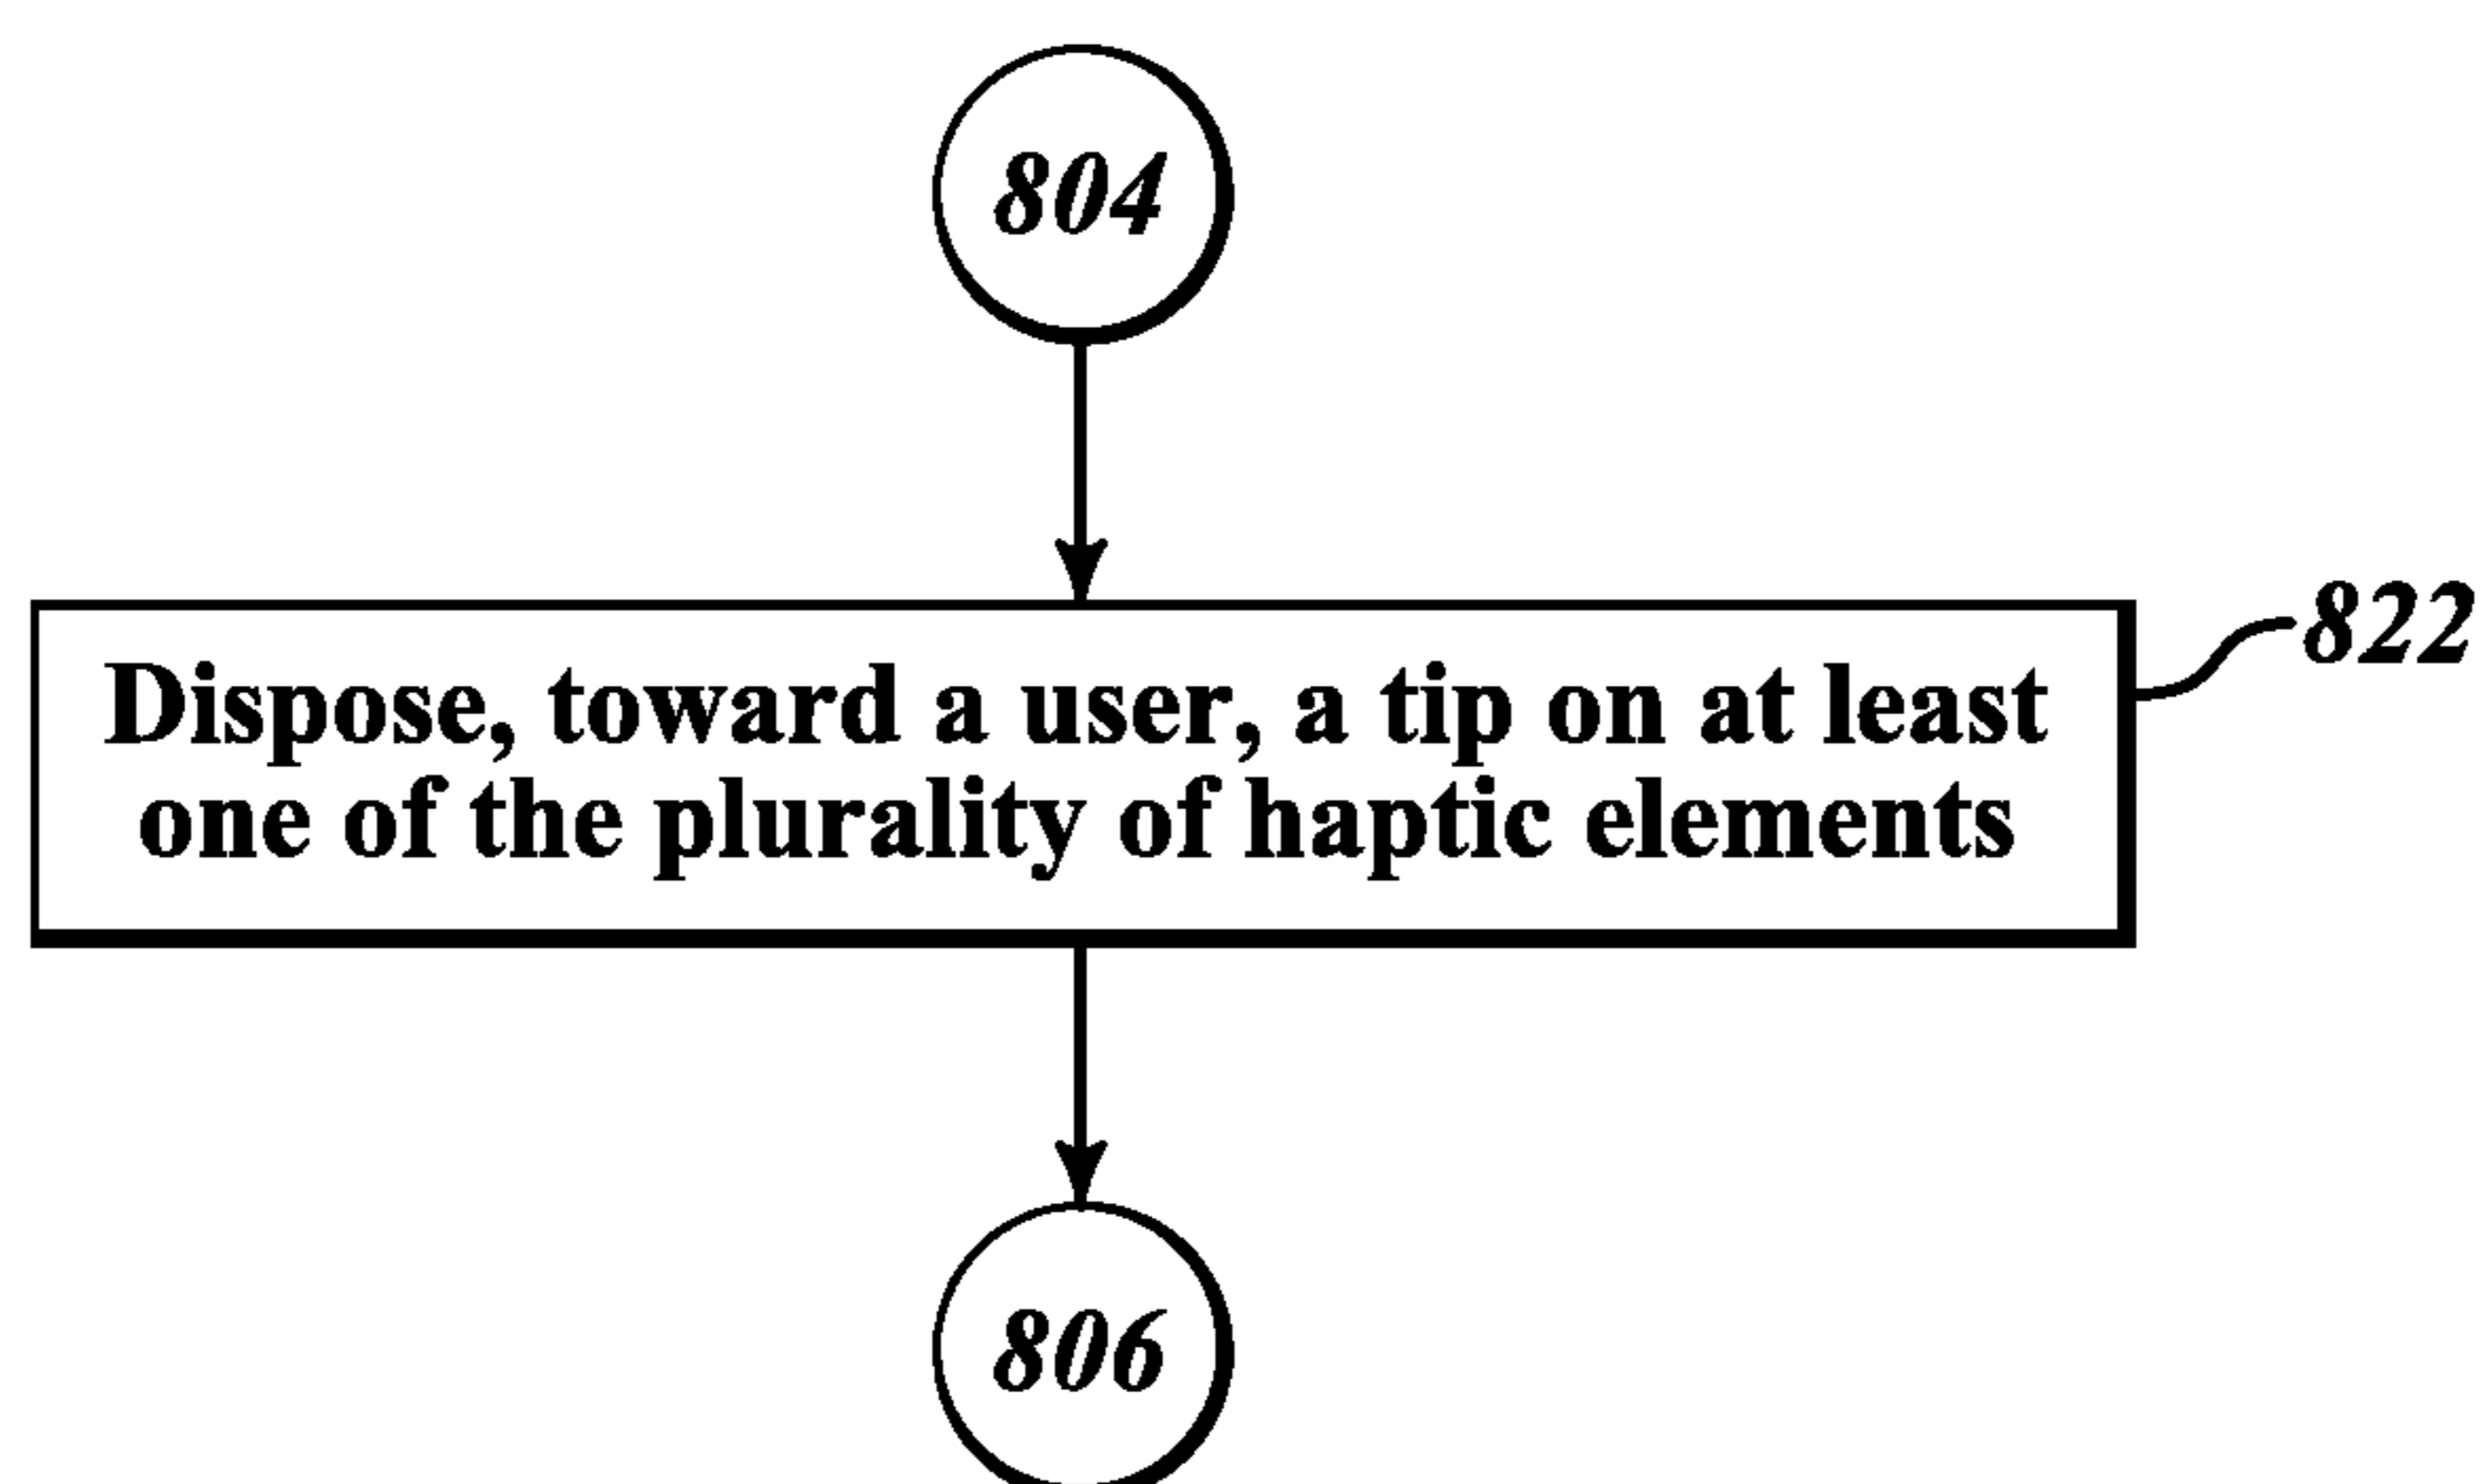 804
822
Dispose, toward a user, a tip on at least
one of the plurality of haptic elements
806